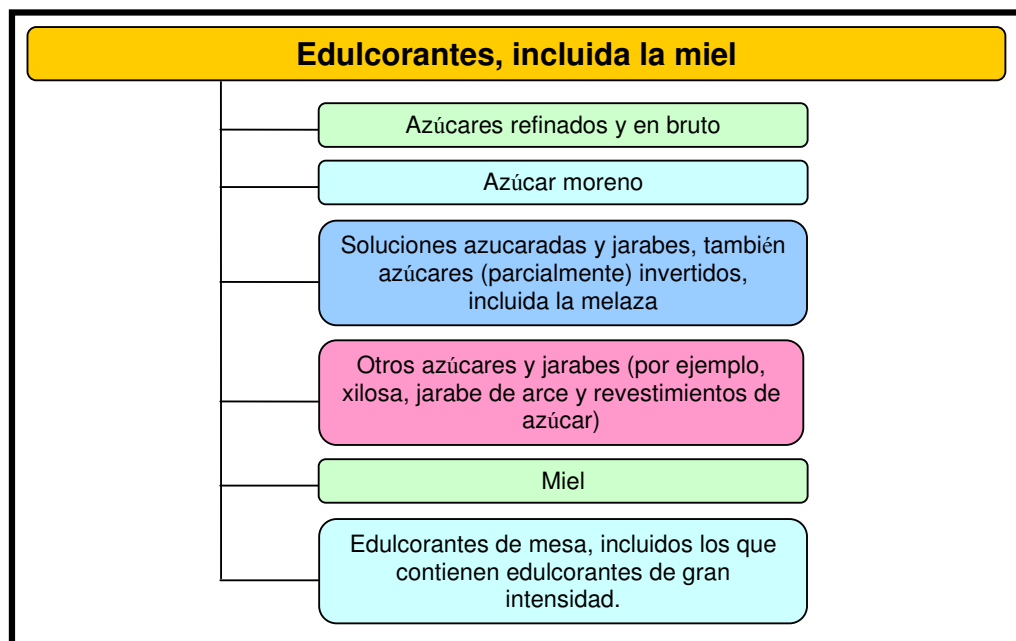 Edulcorantes, incluida la miel
Azúcares refinados y en bruto
Azúcar moreno
Soluciones azucaradas y jarabes, también
azúcares (parcialmente) invertidos,
incluida la melaza
Otros azúcares y jarabes (por ejemplo,
xilosa, jarabe de arce y revestimientos de
azúcar)
Miel
Edulcorantes de mesa, incluidos los que
contienen edulcorantes de gran
intensidad.